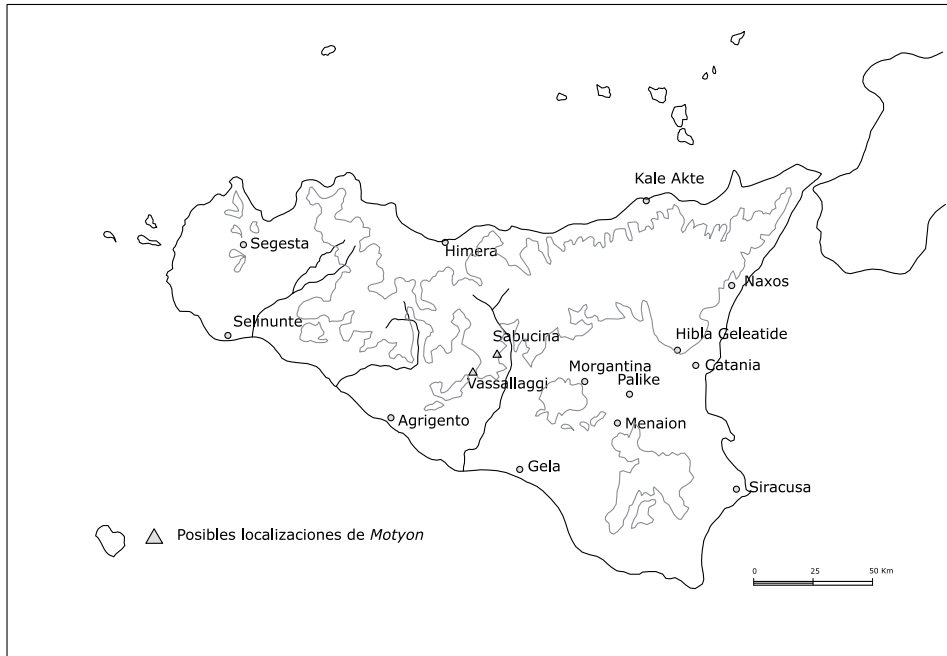 Kale Akte
Segesta
Himera
Naxos
Selinunte
Sabucina
Hibla Geleatide
Morgantina
Catania
Vassallaggi
Palike
Agrigento
Menaion
Gela
Siracusa
Posibles localizaciones de Motyon
0 25 50 Km